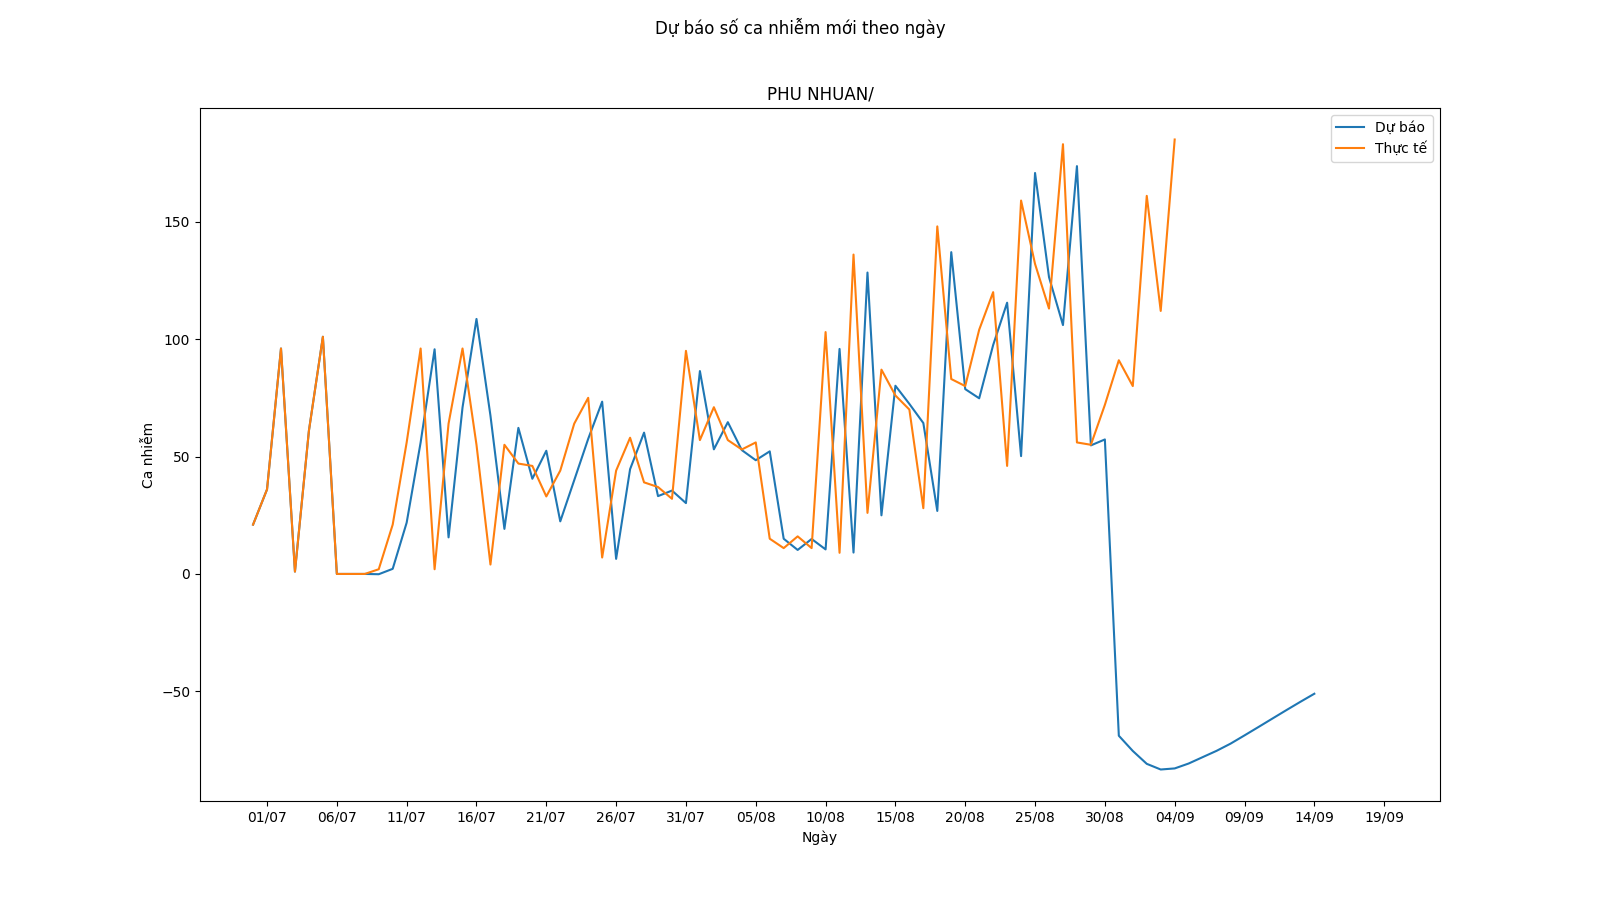 Dự báo số ca nhiễm mới theo ngày
PHU NHUAN/
Dự báo
Thực tế
Ca nhiễm
150
100
50
0
−50
01/07 06/07 11/07 16/07 21/07 26/07 31/07 05/08 10/08 15/08 20/08 25/08 30/08 04/09 09/09 14/09 19/09
Ngày